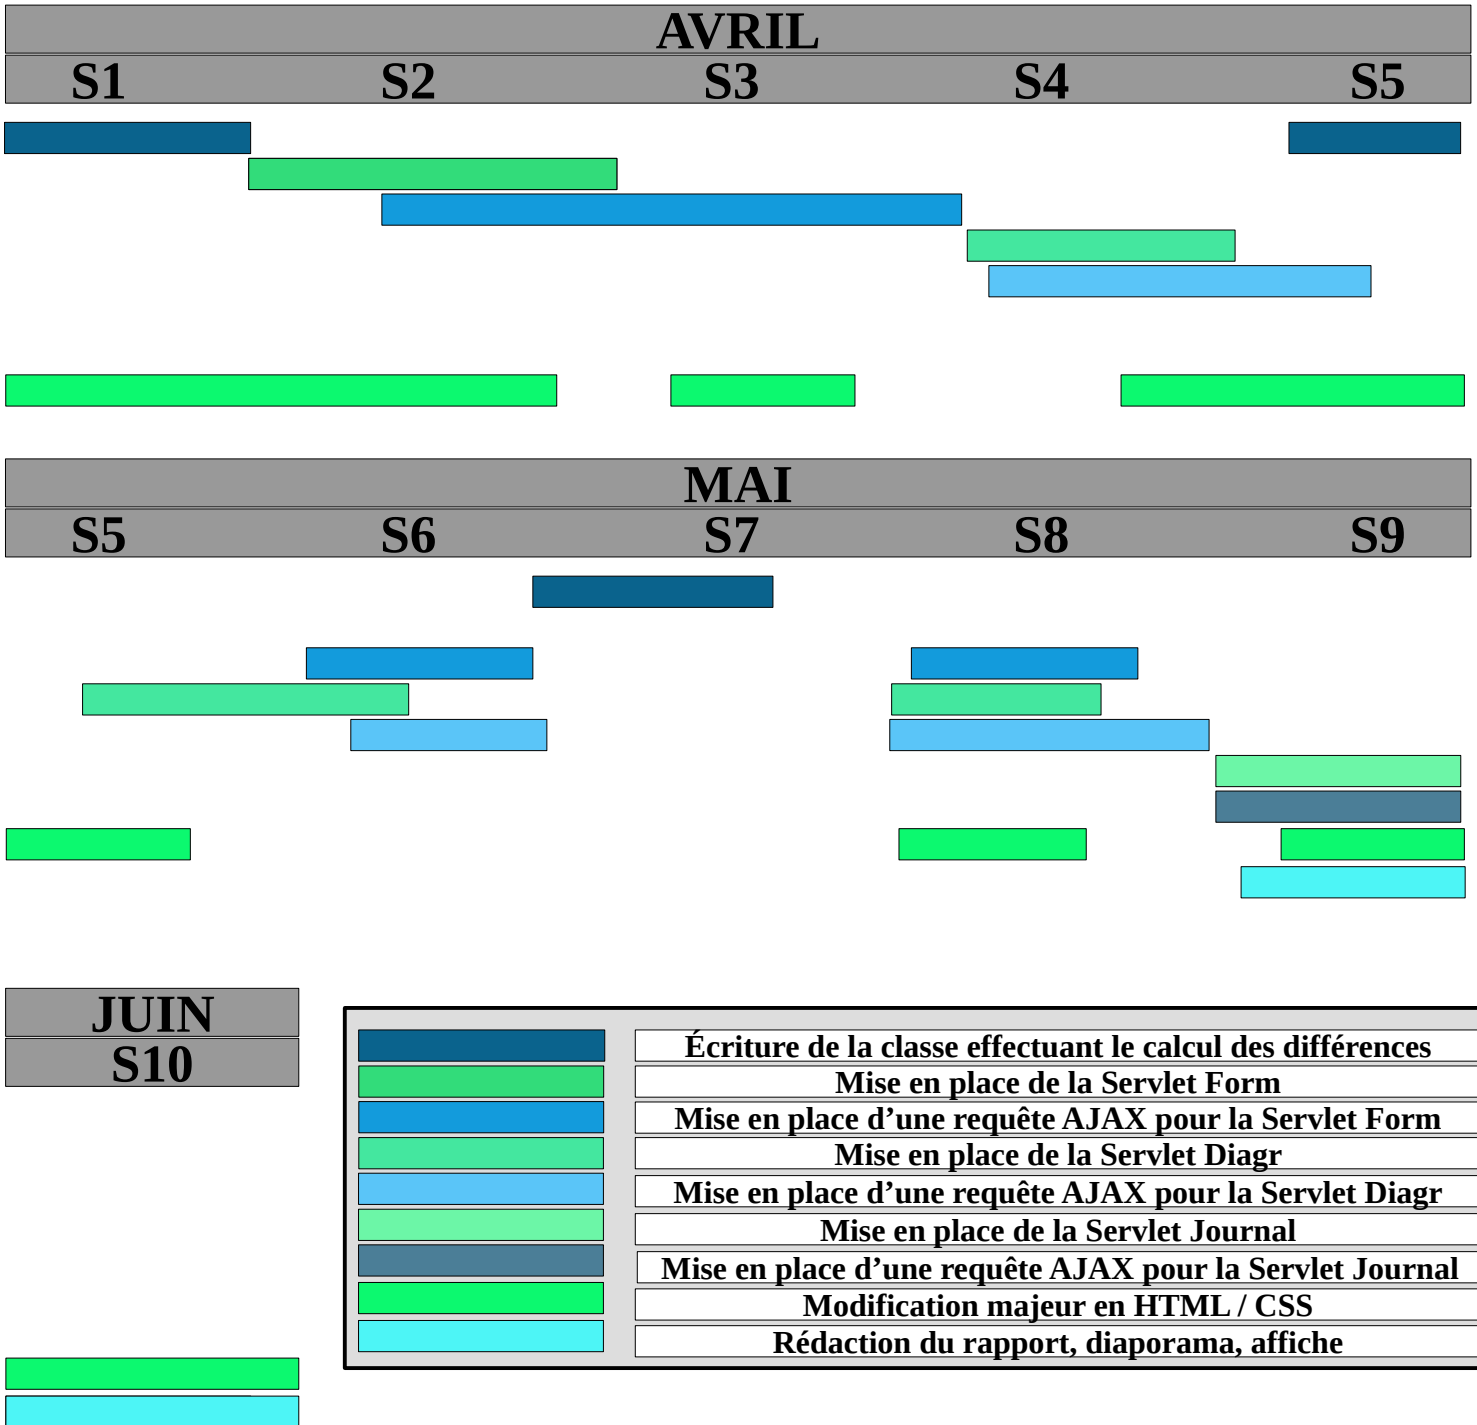 AVRIL
S1 S2 S3 S4 S5
MAI
S5 S6 S7 S8 S9
JUIN
S10
Écriture de la classe effectuant le calcul des différences
Mise en place de la Servlet Form
Mise en place d’une requête AJAX pour la Servlet Form
Mise en place de la Servlet Diagr
Mise en place d’une requête AJAX pour la Servlet Diagr
Mise en place de la Servlet Journal
Mise en place d’une requête AJAX pour la Servlet Journal
Modification majeur en HTML / CSS
Rédaction du rapport, diaporama, affiche